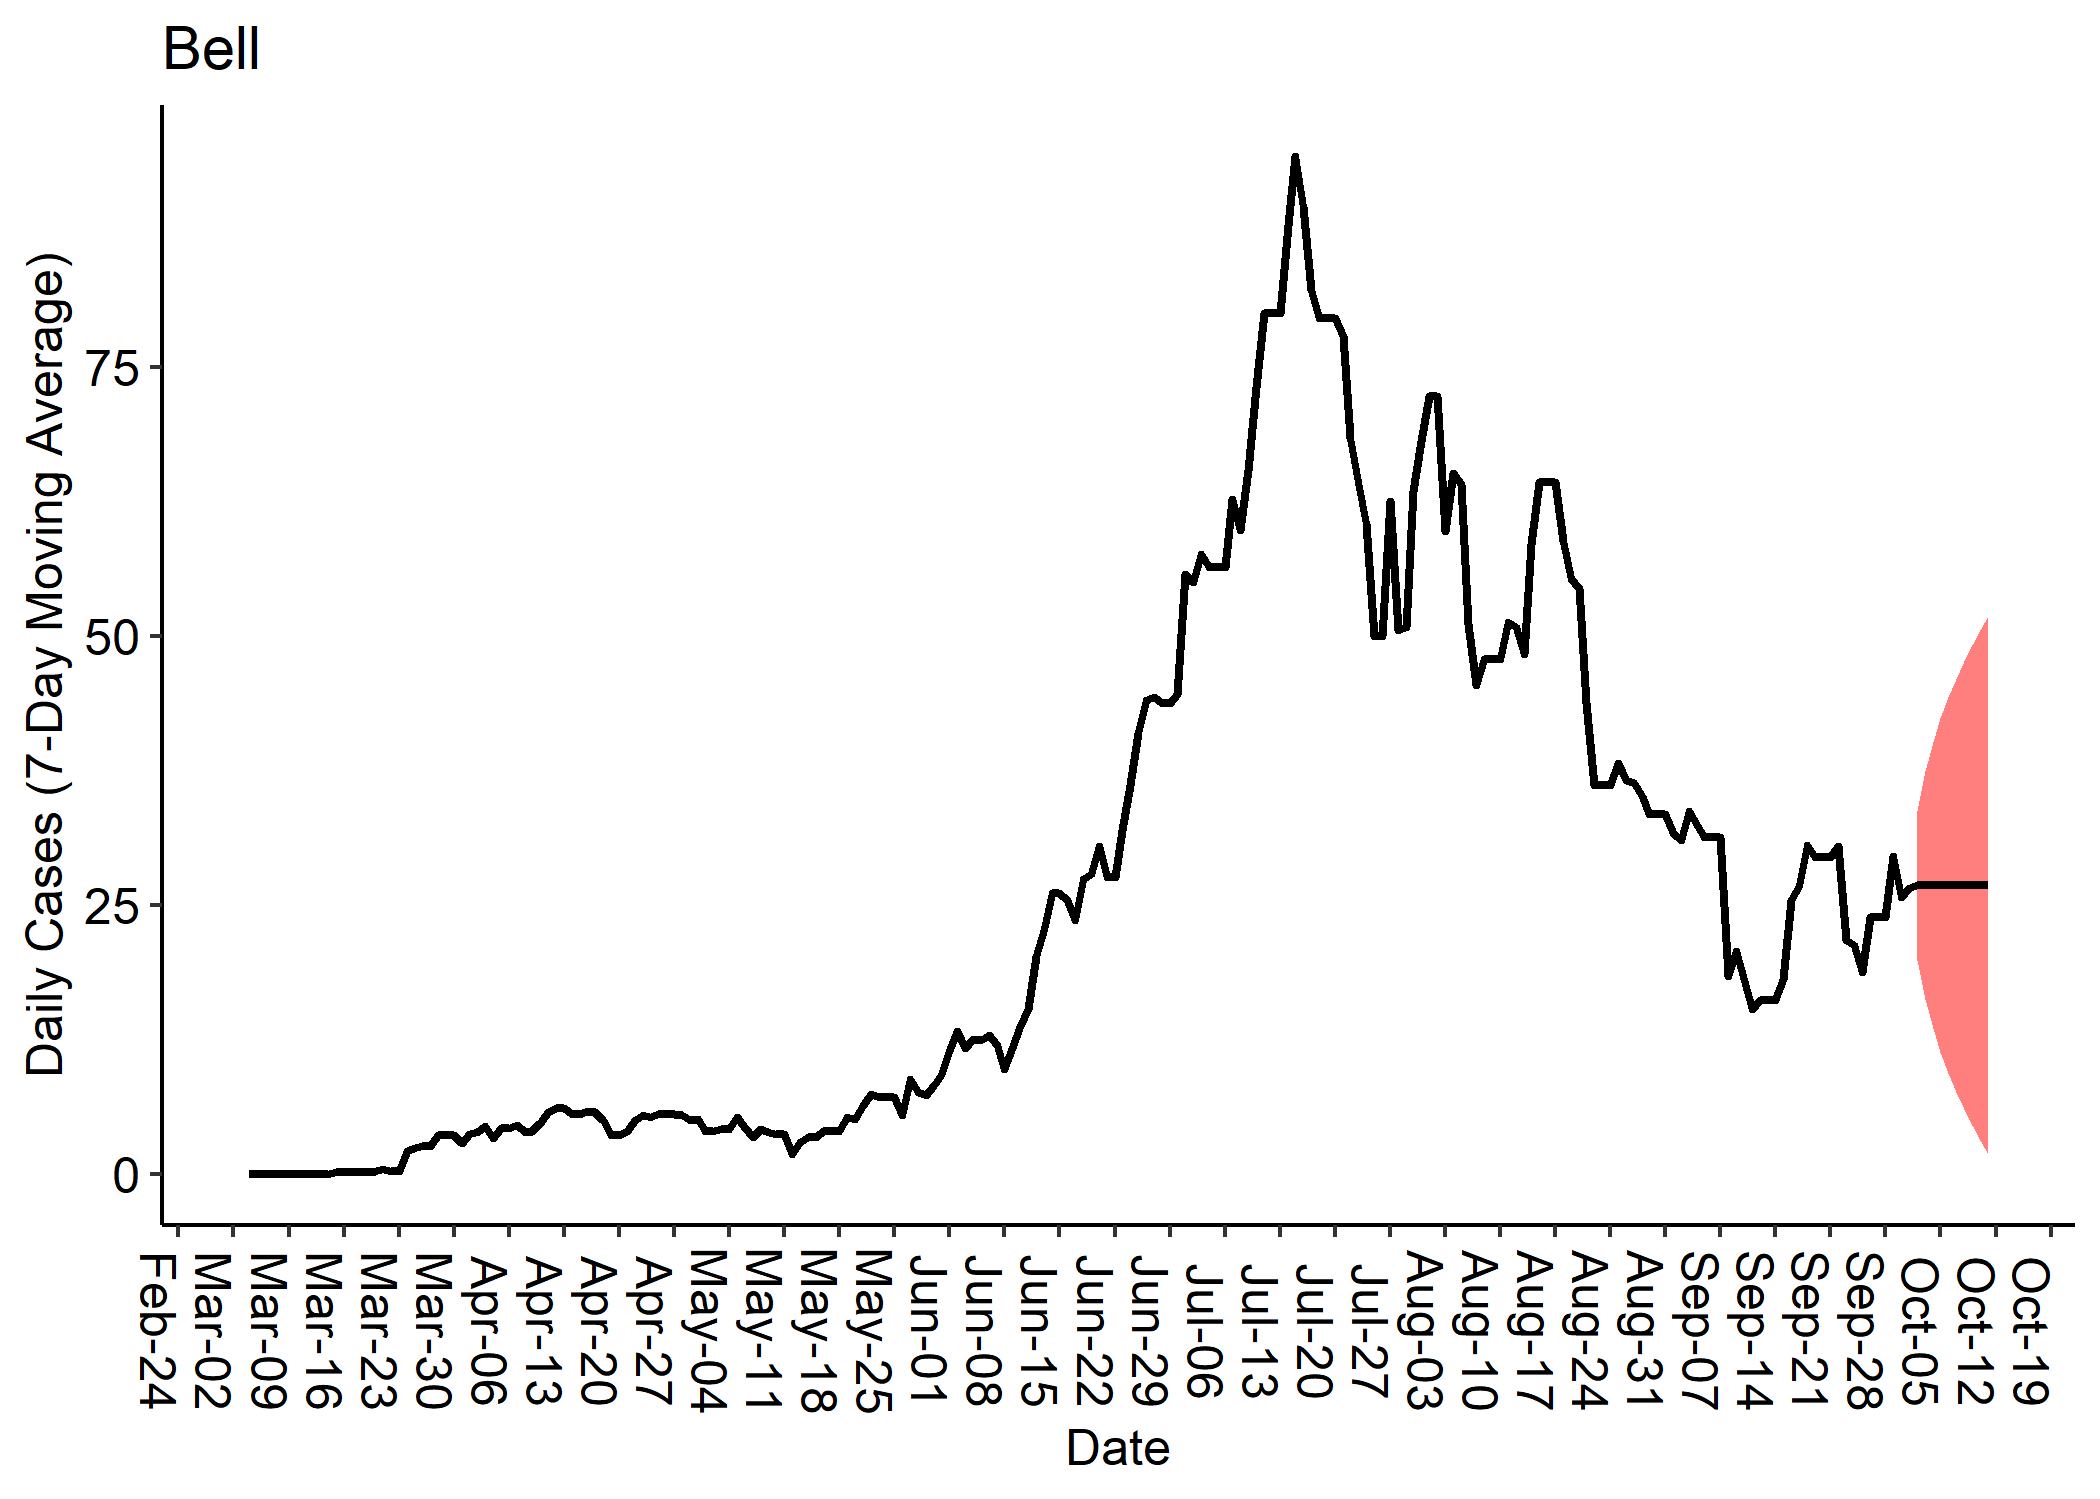 Bell
Daily Cases (7-Day Moving Average)
75
50
25
0
Feb-24
Mar-02
Mar-09
Mar-16
Mar-23
Mar-30
Apr-06
Apr-13
Apr-20
Apr-27
May-04
May-11
May-18
May-25
Jun-01
Jun-08
Jun-15
Jun-22
Jun-29
Jul-06
Jul-13
Jul-20
Jul-27
Aug-03
Aug-10
Aug-17
Aug-24
Aug-31
Sep-07
Sep-14
Sep-21
Sep-28
Oct-05
Oct-12
Oct-19
Date